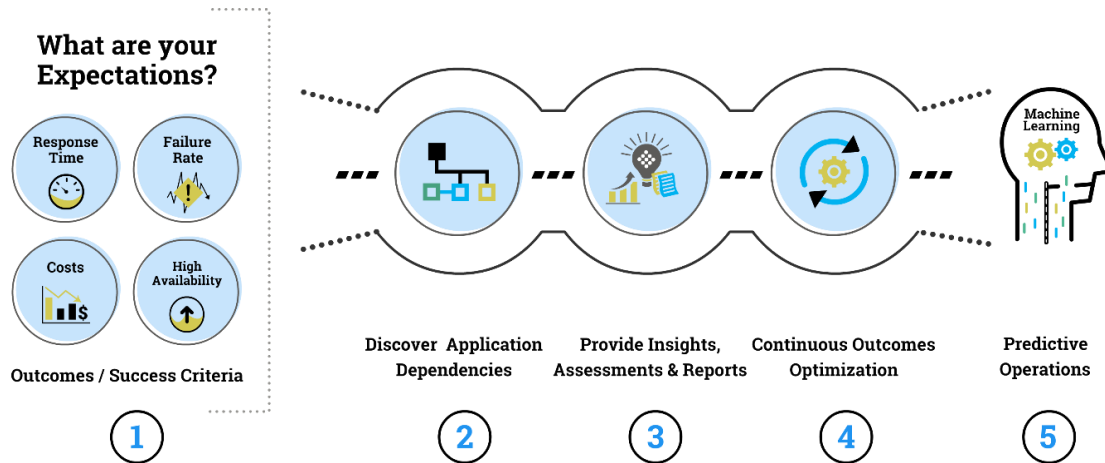 What are your
Expectations?
Response
Time
Failure
Rate
Costs
$
High
Availability
Outcomes / Success Criteria
1
Discover Application
Dependencies
2
Provide Insights,
Assessments & Reports
3
Continuous Outcomes
Optimization
4
Machine
Learning
Predictive
Operations
5